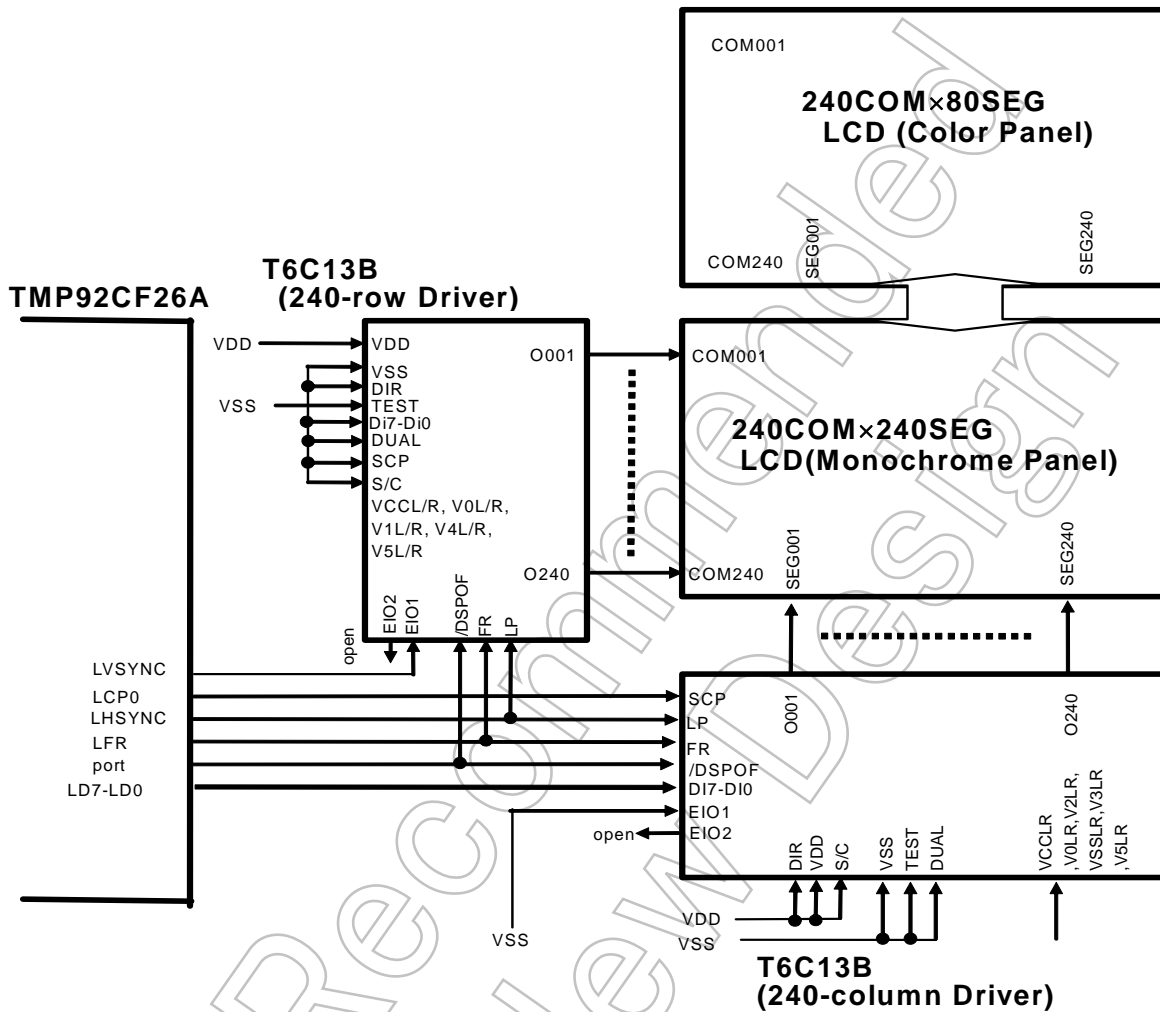 COM001
240COM×80SEG
LCD (Color Panel)
COM240
SEG001
SEG240
TMP92CF26A
T6C13B
(240-row Driver)
VDD
VSS
VDD
VSS
DIR
TEST
Di7-Di0
DUAL
SCP
S/C
VCCL/R, V0L/R,
V1L/R, V4L/R,
V5L/R
O001
O240
open
EIO2
EIO1
/DSPOF
FR
LP
COM001
240COM×240SEG
LCD(Monochrome Panel)
COM240
SEG001
SEG240
LVSYNC
LCP0
LHSYNC
LFR
port
LD7-LD0
SCP
LP
FR
/DSPOF
DI7-DI0
EIO1
EIO2
open
O001
O240
DIR
VDD
S/C
VSS
TEST
DUAL
VCCLR
,V0LR,V2LR,
VSSLR,V3LR
,V5LR
VSS
VDD
VSS
T6C13B
(240-column Driver)
Recommended
New Design